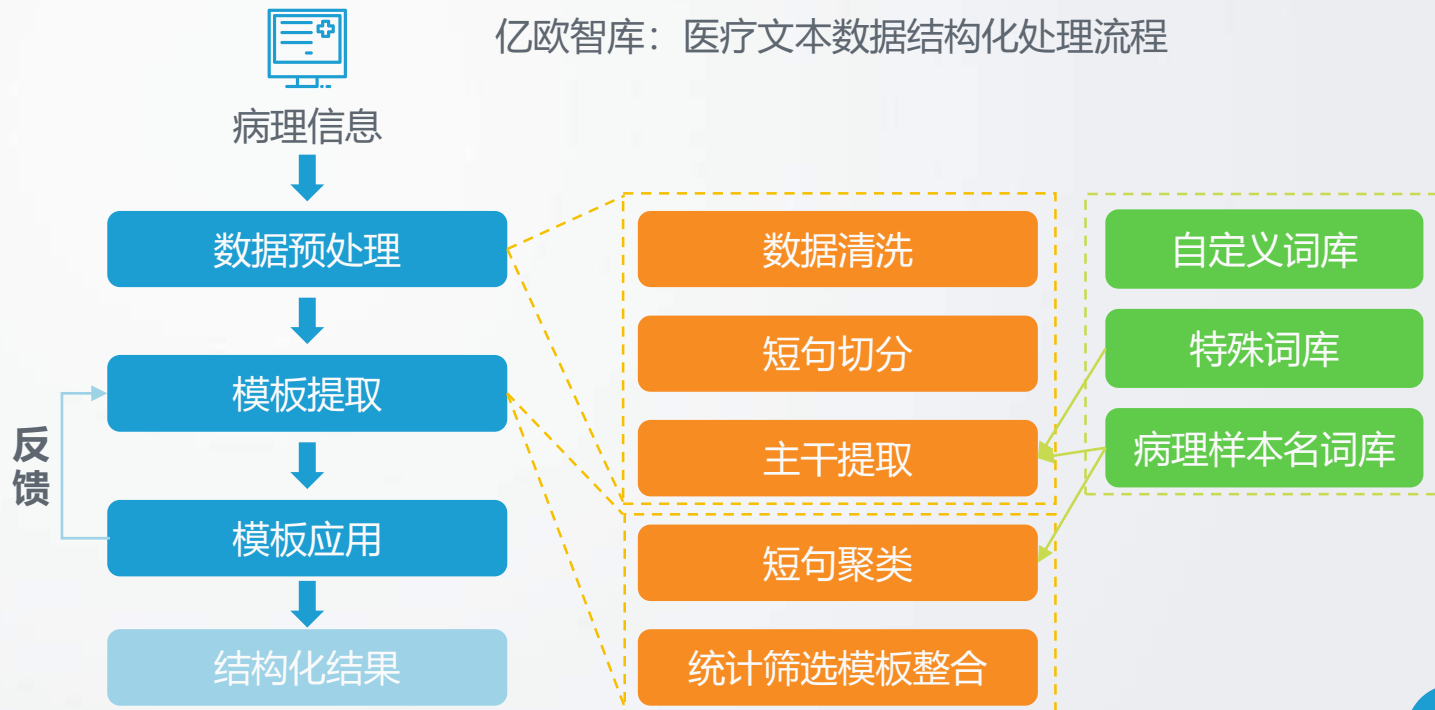 亿欧智库：医疗文本数据结构化处理流程
病理信息
数据预处理
模板提取
模板应用
结构化结果
反馈
数据清洗
短句切分
主干提取
短句聚类
统计筛选模板整合
自定义词库
特殊词库
病理样本名词库